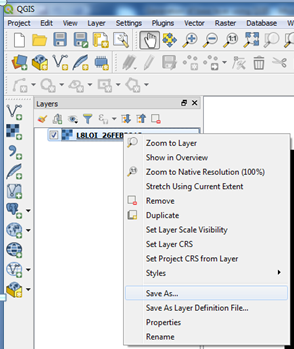 QGIS
Project Edit View Layer Settings Plugins Vector Raster Database
Layers
L8LOI_26FEB
Zoom to Layer
Show in Overview
Zoom to Native Resolution (100%)
Stretch Using Current Extent
Remove
Duplicate
Set Layer Scale Visibility
Set Layer CRS
Set Project CRS from Layer
Styles
Save As...
Save As Layer Definition File...
Properties
Rename